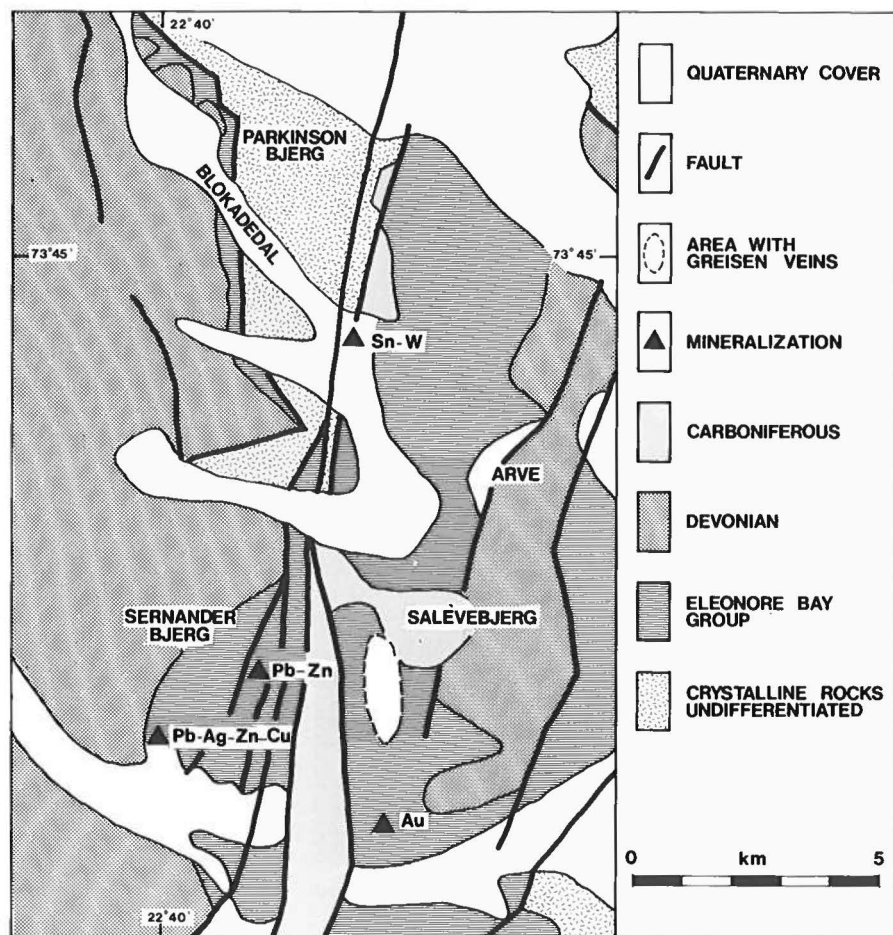 22°40'
PARKINSON
BJERG
BLOKADEDAL
73°45'
73°45'
Sn-W
ARVE
SERNANDER
BJERG
SALÈVEBJERG
Pb-Zn
Pb-Ag-Zn-Cu
Au
22°40'
QUATERNARY COVER
FAULT
AREA WITH
GREISEN VEINS
MINERALIZATION
CARBONIFEROUS
DEVONIAN
ELEONORE BAY
GROUP
CRYSTALLINE ROCKS
UNDIFFERENTIATED
0 km 5